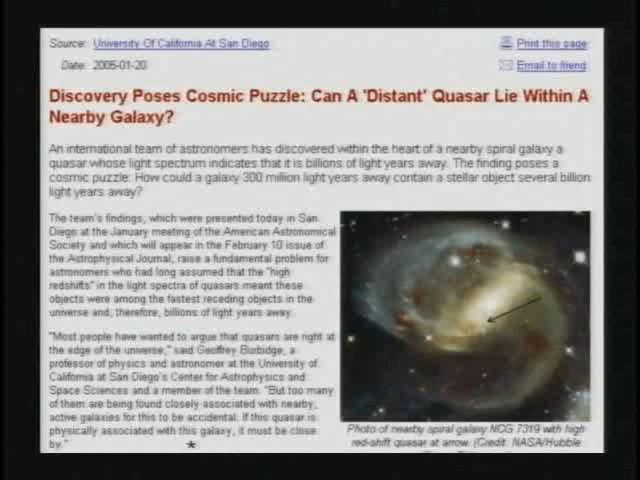 Source: University Of California At San Diego
Print this page
Date: 2005-01-20
Email to friend
Discovery Poses Cosmic Puzzle: Can A 'Distant' Quasar Lie Within A
Nearby Galaxy?
An international team of astronomers has discovered within the heart of a nearby spiral galaxy a
quasar whose light spectrum indicates that it is billions of light years away. The finding poses a
cosmic puzzle: How could a galaxy 300 million light years away contain a stellar object several billion
light years away?
The team's findings, which were presented today in San
Diego at the January meeting of the American Astronomical
Society and which will appear in the February 10 issue of
the Astrophysical Journal, raise a fundamental problem for
astronomers who had long assumed that the "high
redshifts" in the light spectra of quasars meant these
objects were among the fastest receding objects in the
universe and, therefore, billions of light years away.
"Most people have wanted to argue that quasars are right at
the edge of the universe," said Geoffrey Burbidge, a
professor of physics and astronomer at the University of
California at San Diego's Center for Astrophysics and
Space Sciences and a member of the team. "But too many
of them are being found closely associated with nearby,
active galaxies for this to be accidental. If this quasar is
physically associated with this galaxy, it must be close
by." *
Photo of nearby spiral galaxy NCG 7319 with high
red-shift quasar at arrow. (Credit: NASA/Hubble